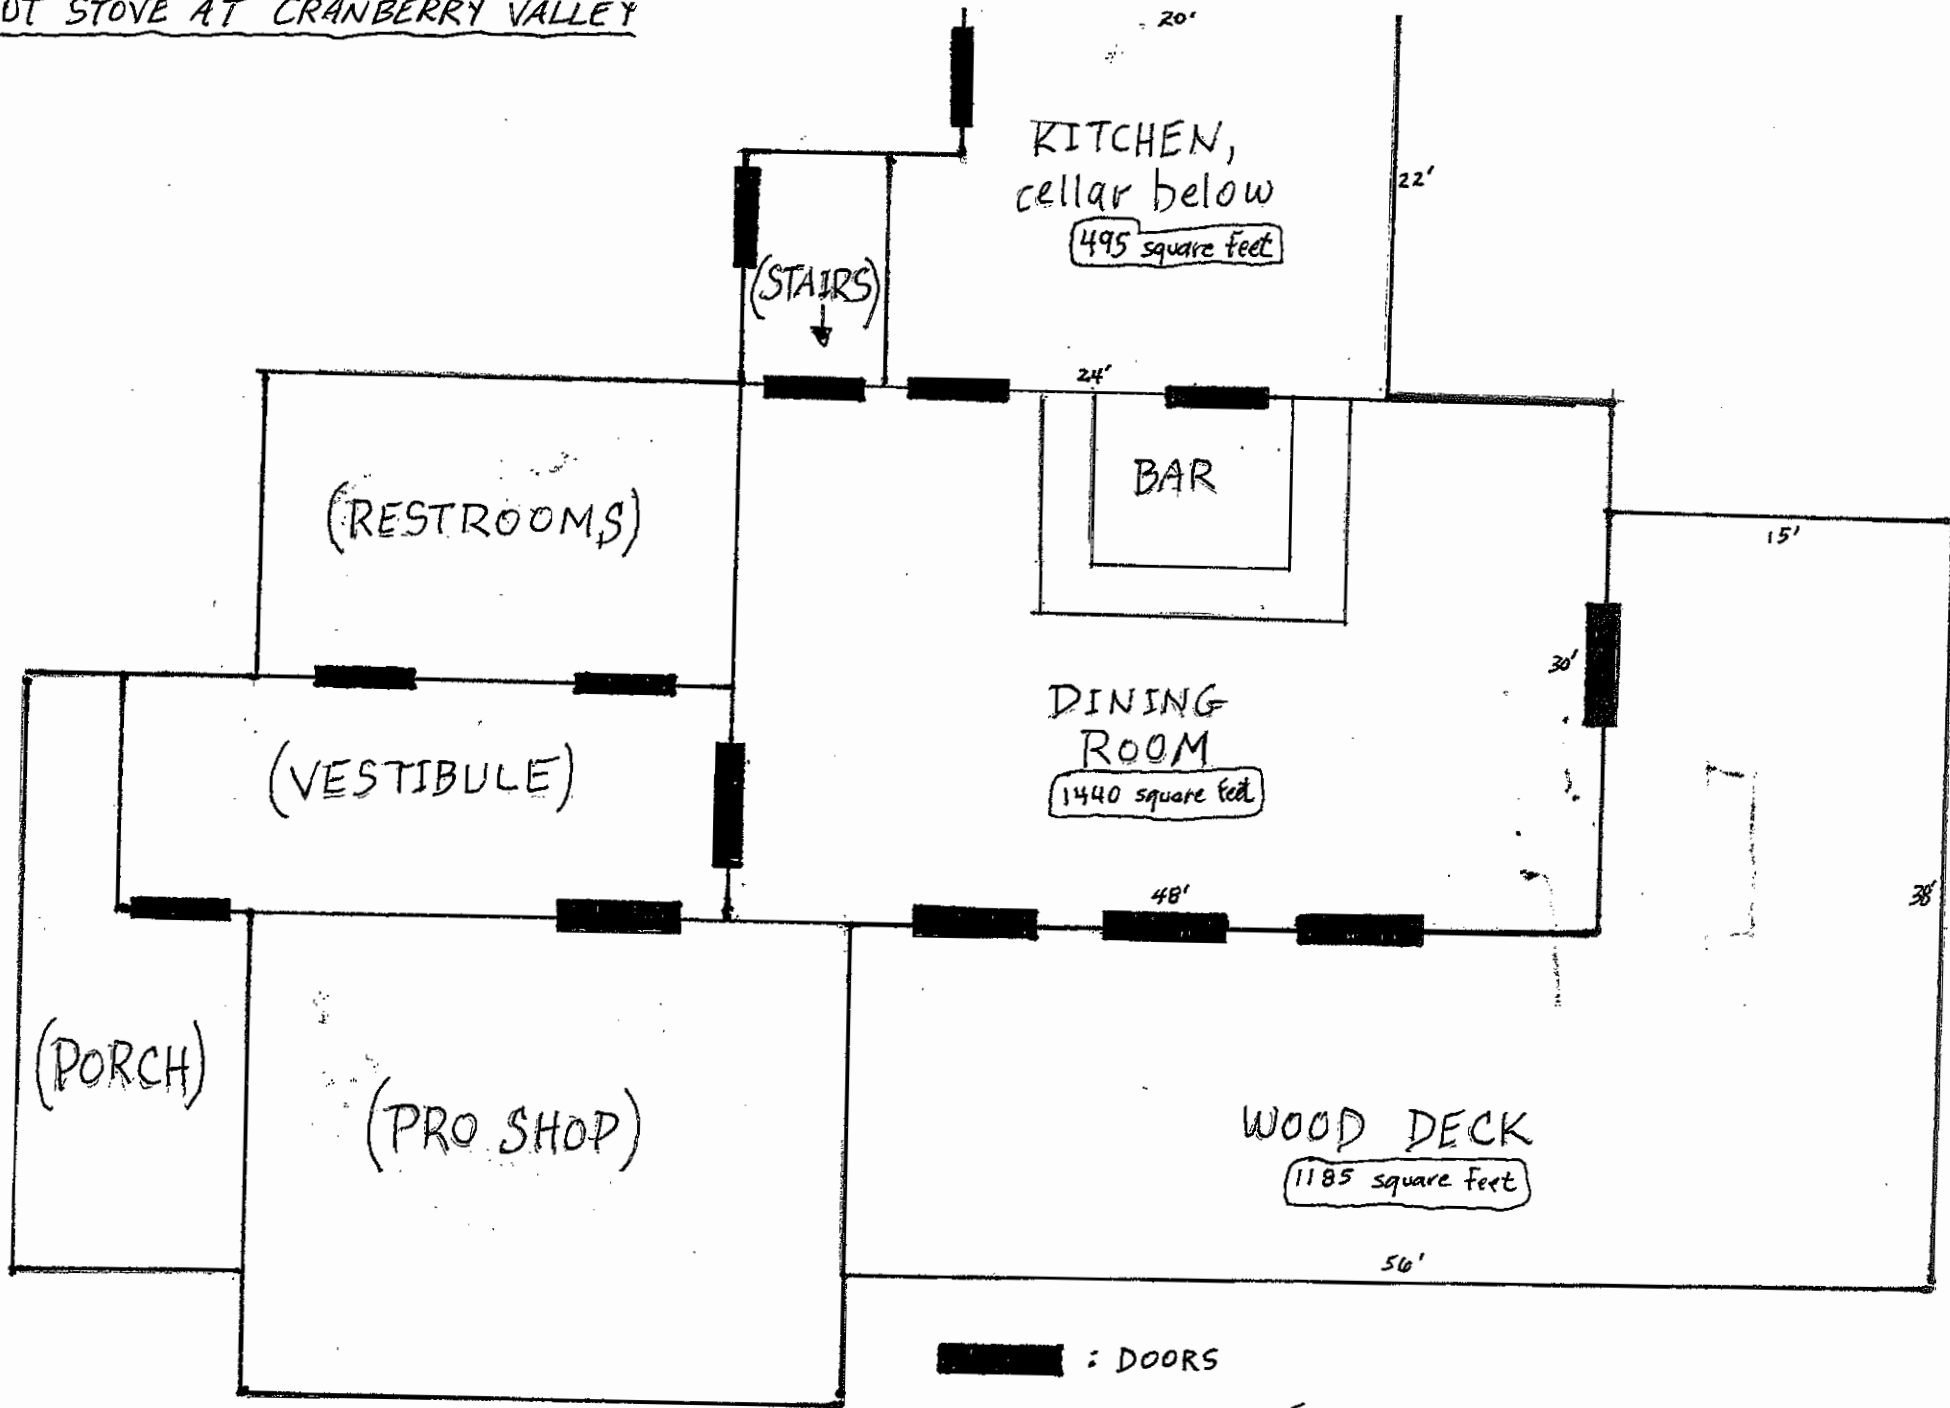 STOVE AT CRANBERRY VALLEY
20'
KITCHEN,
cellar below
495 square feet
22'
(STAIRS)
24'
BAR
(RESTROOMS)
15'
30'
DINING
ROOM
1440 square feet
(VESTIBULE)
48'
38'
(PORCH)
(PRO SHOP)
WOOD DECK
1185 square feet
56'
: DOORS